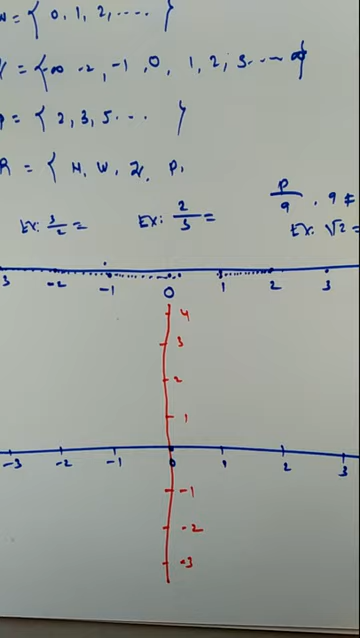 W = { 0, 1, 2, .... }
= { ∞ -2, -1, 0, 1, 2, 3 .... ∞ }
= { 2, 3, 5 ... }
R = { N, W, Z, P,
P/q , q ≠
Ex: 3/2 = Ex: 2/3 = Ex: √2 =
3 -2 -1 0 1 2 3
4
3
2
1
-3 -2 -1 0 1 2 3
-1
-2
-3